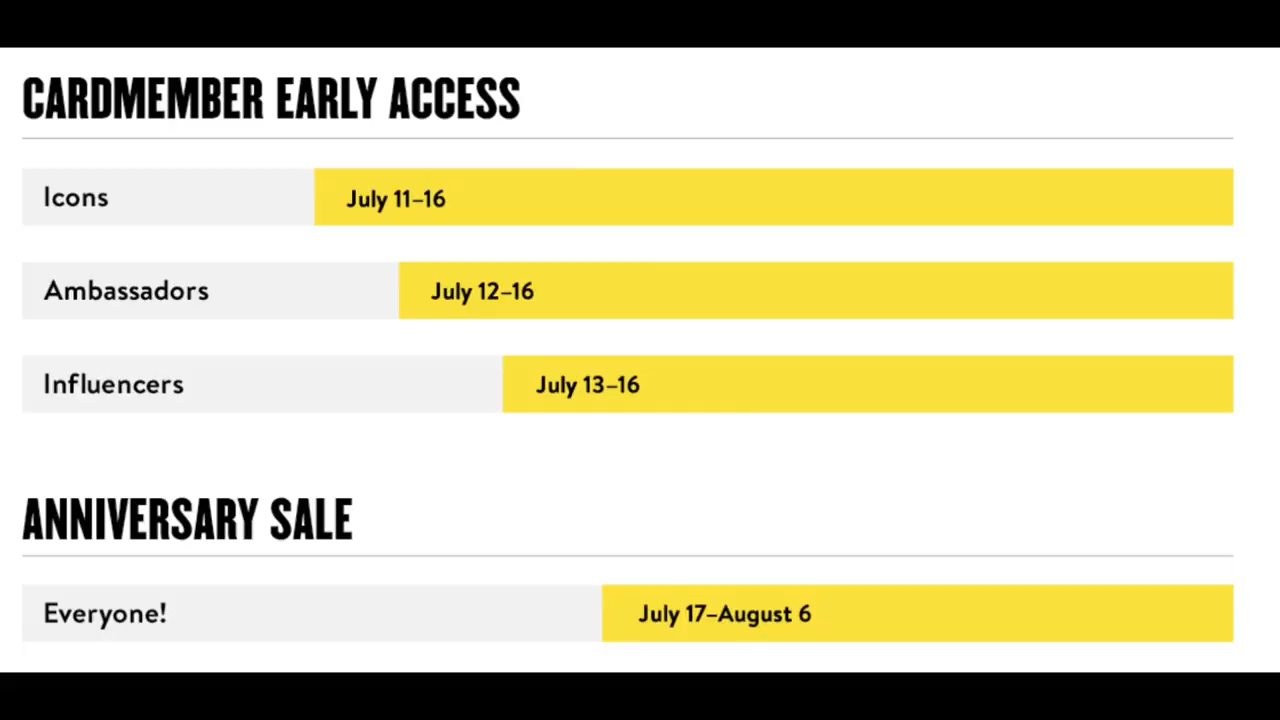 CARDMEMBER EARLY ACCESS
Icons July 11–16
Ambassadors July 12–16
Influencers July 13–16
ANNIVERSARY SALE
Everyone! July 17–August 6